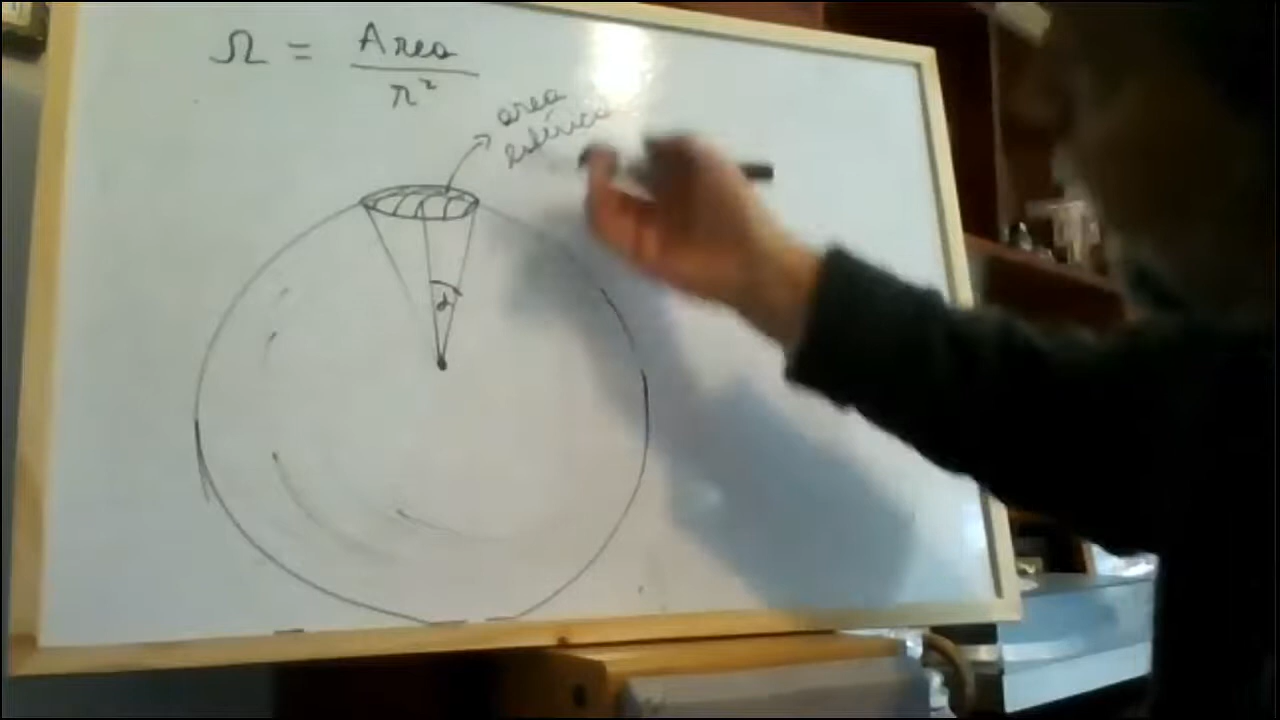 Ω = Area
r²
area
esférica
α